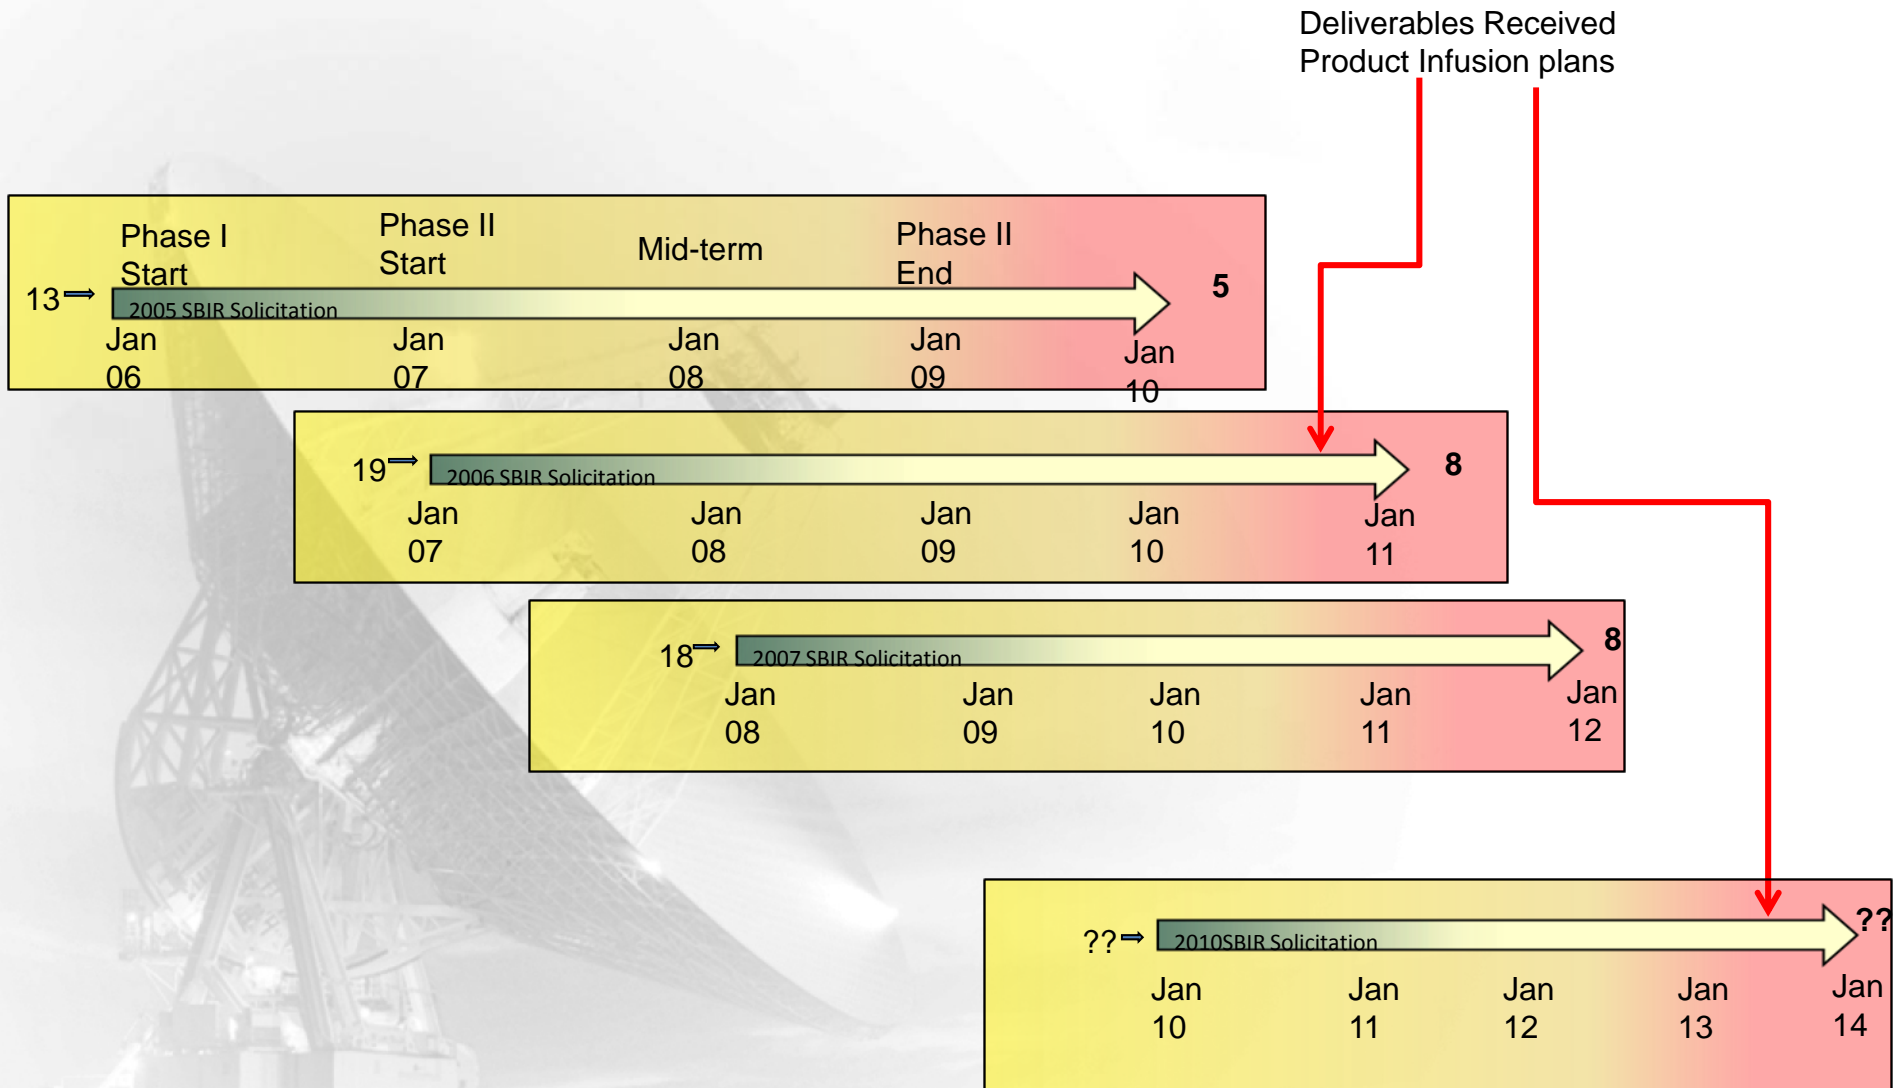 Deliverables Received
Product Infusion plans
Phase I
Start
Phase II
Start
Mid-term
Phase II
End
13
2005 SBIR Solicitation
5
Jan
06
Jan
07
Jan
08
Jan
09
Jan
10
19
2006 SBIR Solicitation
8
Jan
07
Jan
08
Jan
09
Jan
10
Jan
11
18
2007 SBIR Solicitation
8
Jan
08
Jan
09
Jan
10
Jan
11
Jan
12
??
2010SBIR Solicitation
??
Jan
10
Jan
11
Jan
12
Jan
13
Jan
14